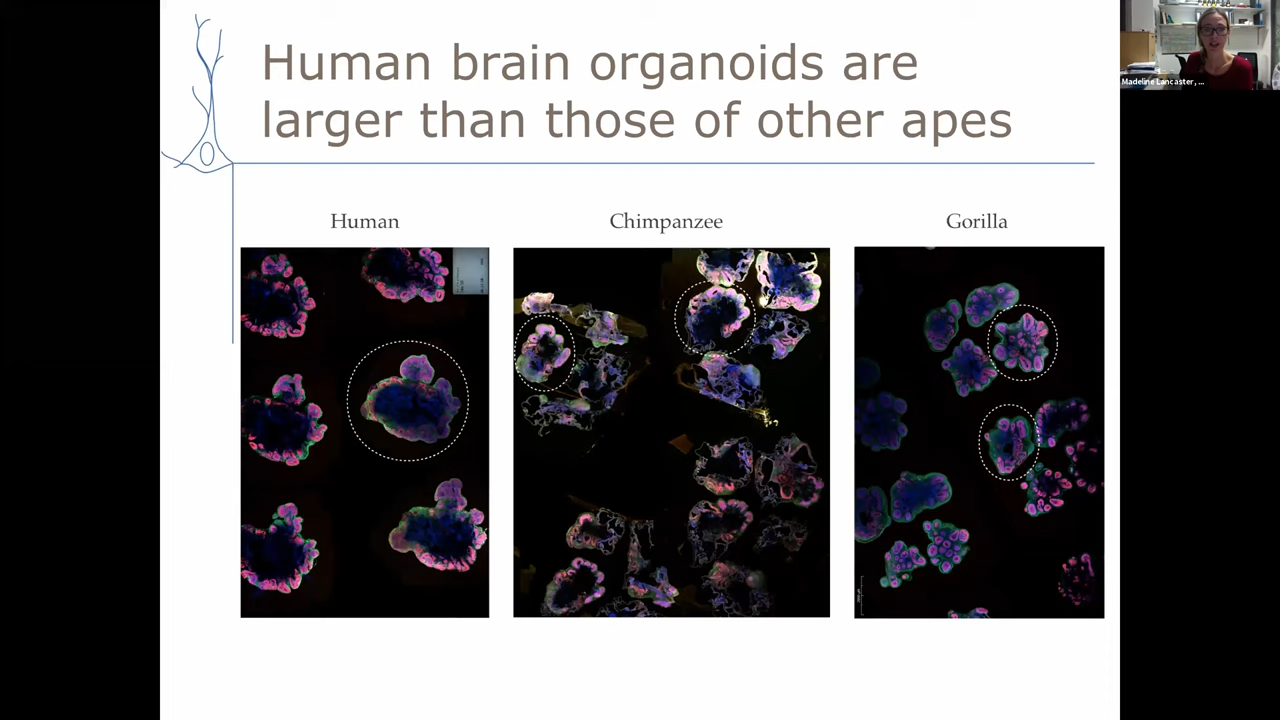 Human brain organoids are
larger than those of other apes
Madeline Lancaster, ...
Human
Chimpanzee
Gorilla